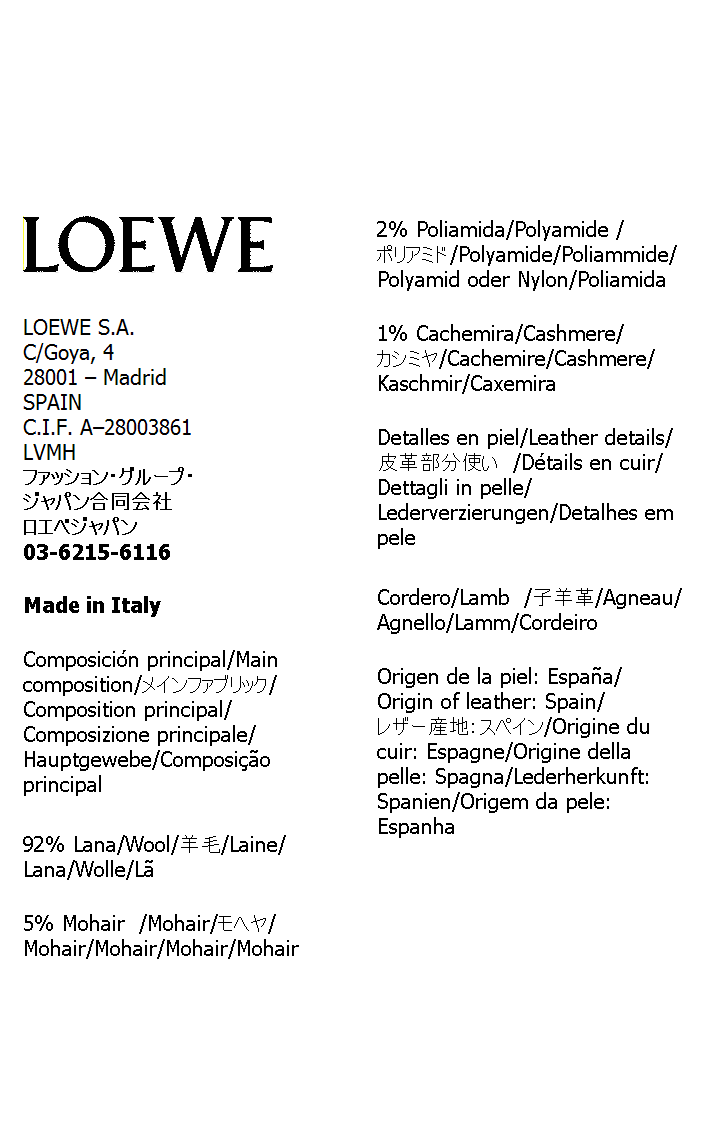 LOEWE
LOEWE S.A.
C/Goya, 4
28001 – Madrid
SPAIN
C.I.F. A–28003861
LVMH
ファッション・グループ・
ジャパン合同会社
ロエベジャパン
03-6215-6116
Made in Italy
Composición principal/Main
composition/メインファブリック/
Composition principal/
Composizione principale/
Hauptgewebe/Composição
principal
92% Lana/Wool/羊毛/Laine/
Lana/Wolle/Lã
5% Mohair /Mohair/モヘヤ/
Mohair/Mohair/Mohair/Mohair
2% Poliamida/Polyamide /
ポリアミド/Polyamide/Poliammide/
Polyamid oder Nylon/Poliamida
1% Cachemira/Cashmere/
カシミヤ/Cachemire/Cashmere/
Kaschmir/Caxemira
Detalles en piel/Leather details/
皮革部分使い /Détails en cuir/
Dettagli in pelle/
Lederverzierungen/Detalhes em
pele
Cordero/Lamb /子羊革/Agneau/
Agnello/Lamm/Cordeiro
Origen de la piel: España/
Origin of leather: Spain/
レザー産地：スペイン/Origine du
cuir: Espagne/Origine della
pelle: Spagna/Lederherkunft:
Spanien/Origem da pele:
Espanha